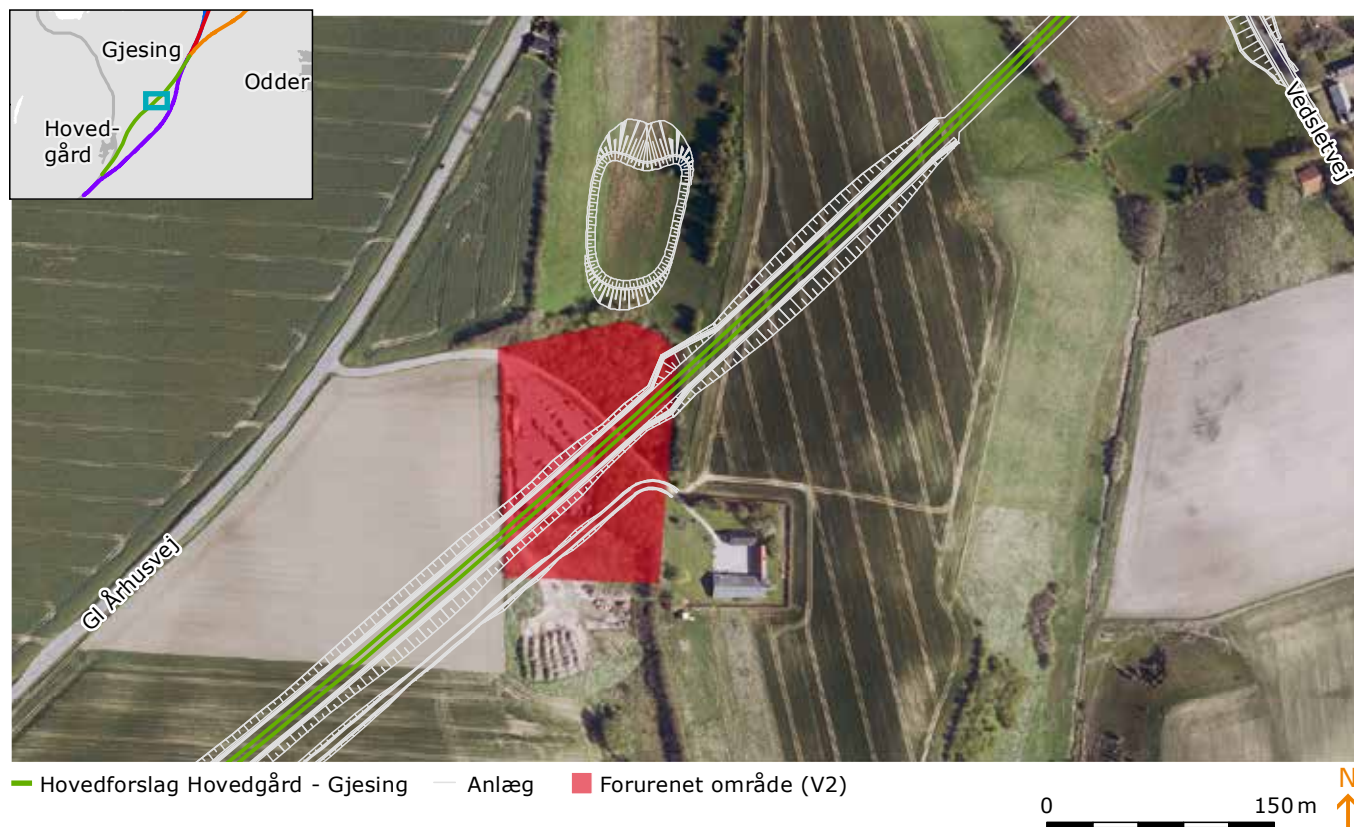 Gjesing
Odder
Hoved-
gård
Vedsletvej
Gl Århusvej
Hovedforslag Hovedgård - Gjesing
Anlæg
Forurenet område (V2)
0
150 m
N